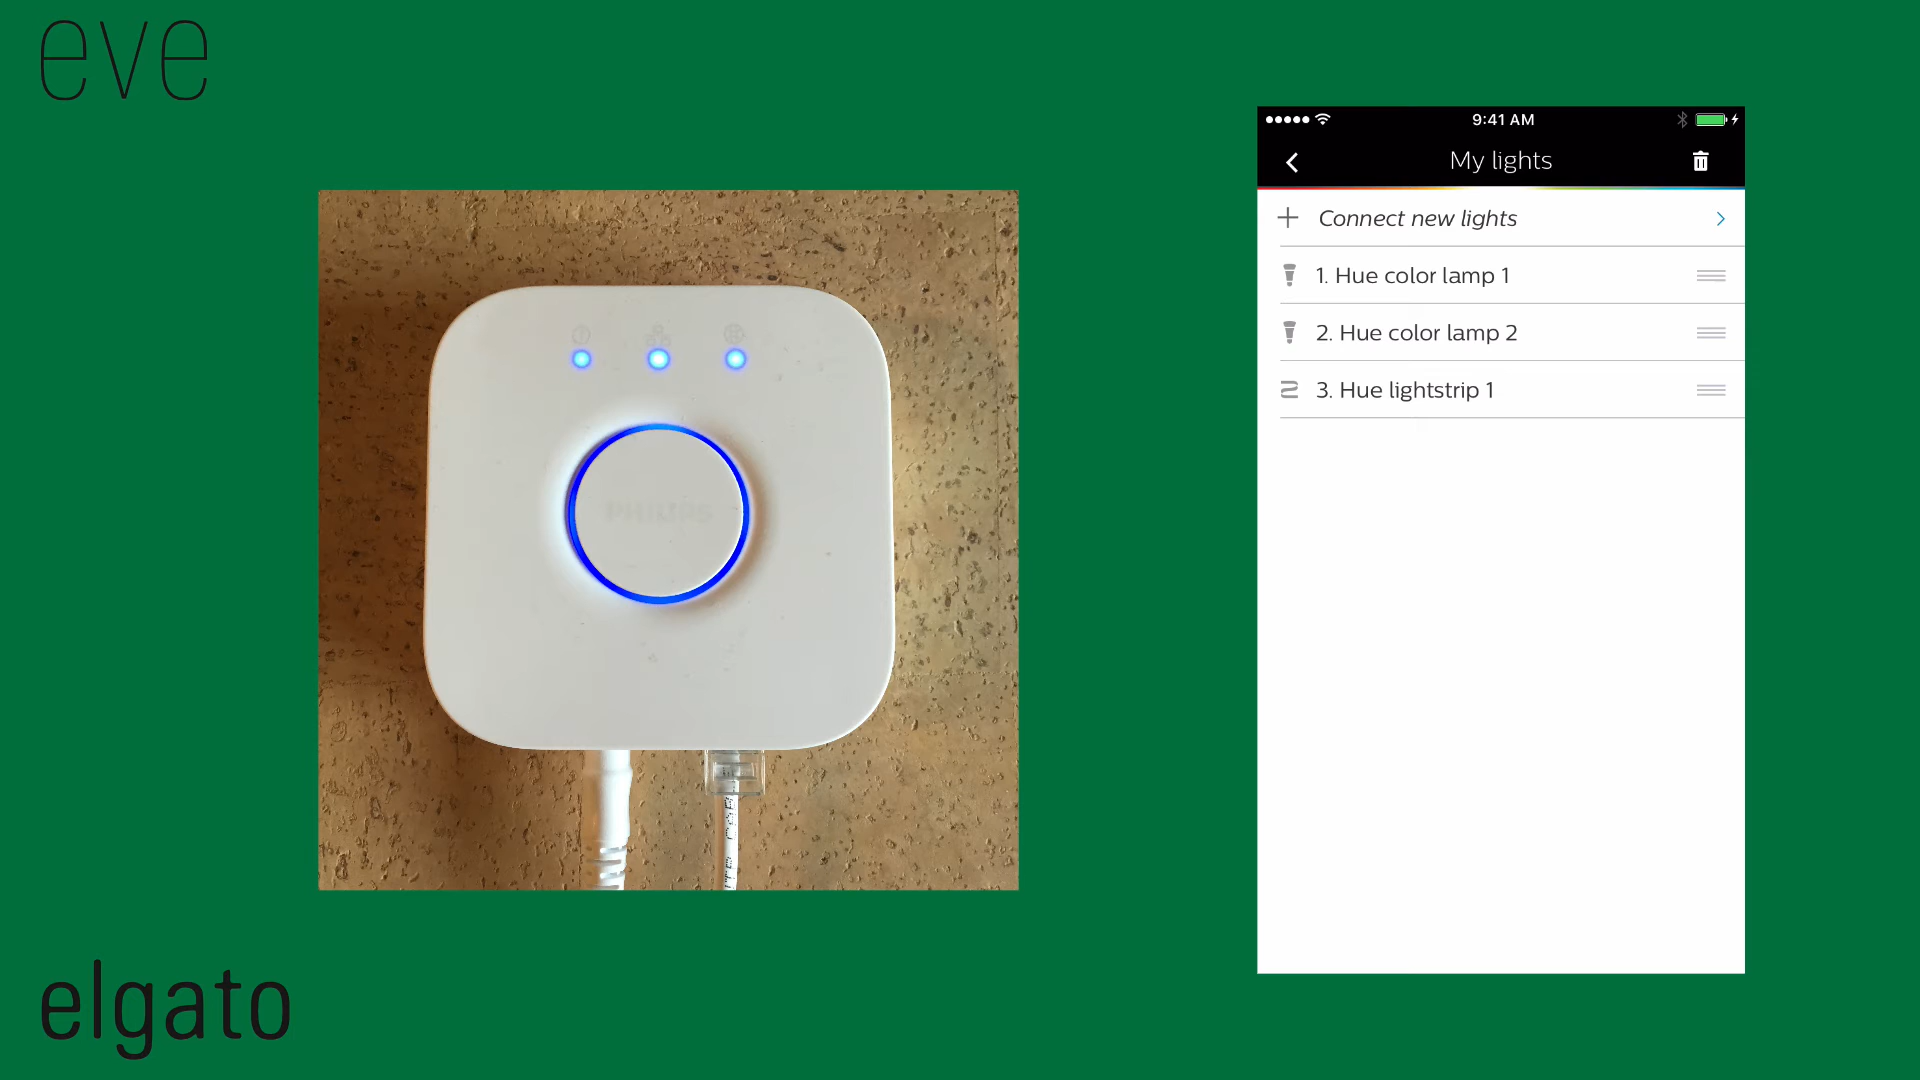 eve
9:41 AM
My lights
Connect new lights
1. Hue color lamp 1
2. Hue color lamp 2
3. Hue lightstrip 1
PHILIPS
elgato